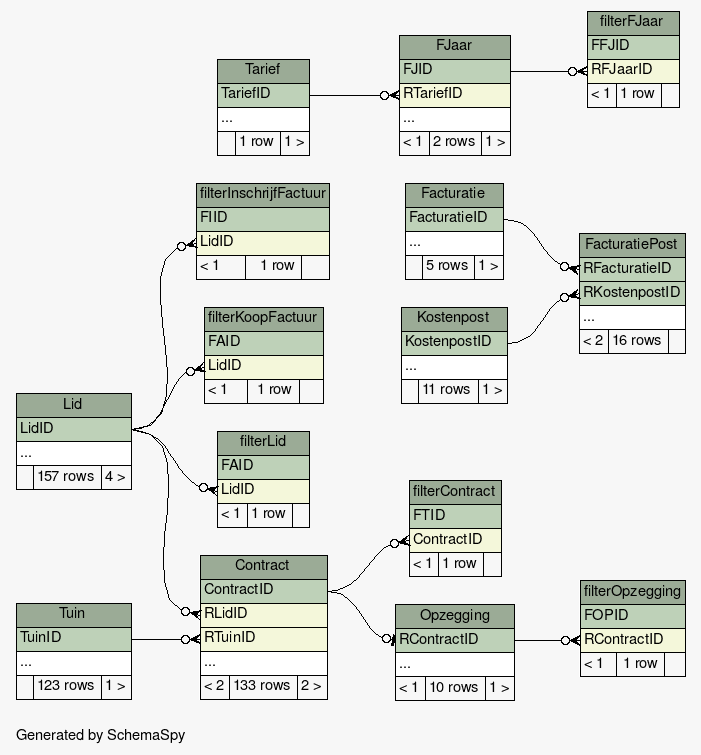 filterFJaar
FFJID
RFJaarID
< 1 1 row
FJaar
FJID
RTariefID
...
< 1 2 rows 1 >
Tarief
TariefID
...
1 row 1 >
filterInschrijfFactuur
FIID
LidID
< 1 1 row
Facturatie
FacturatieID
...
5 rows 1 >
FacturatiePost
RFacturatieID
RKostenpostID
...
< 2 16 rows
filterKoopFactuur
FAID
LidID
< 1 1 row
Kostenpost
KostenpostID
...
11 rows 1 >
Lid
LidID
...
157 rows 4 >
filterLid
FAID
LidID
< 1 1 row
filterContract
FTID
ContractID
< 1 1 row
Contract
ContractID
RLidID
RTuinID
...
< 2 133 rows 2 >
Tuin
TuinID
...
123 rows 1 >
Opzegging
RContractID
...
< 1 10 rows 1 >
filterOpzegging
FOPID
RContractID
< 1 1 row
Generated by SchemaSpy